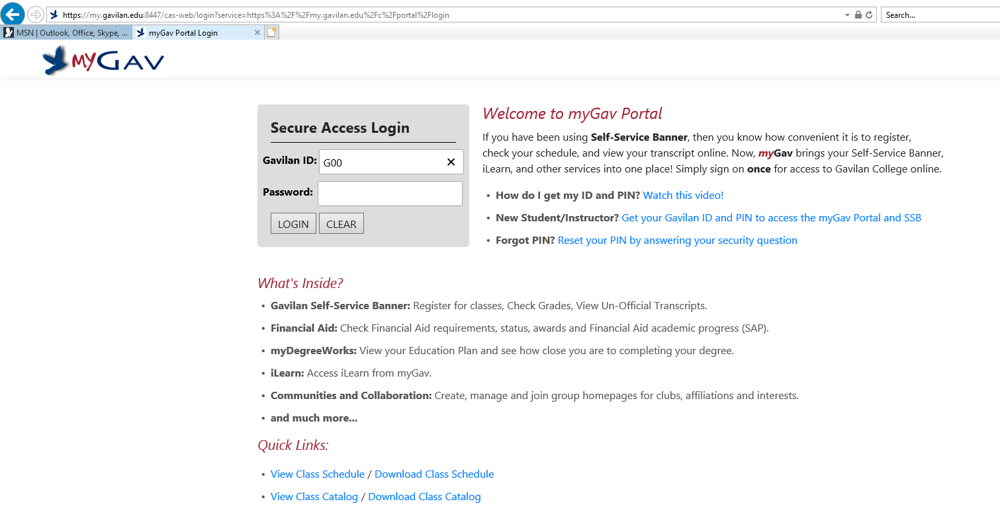 https://my.gavilan.edu:8447/cas-web/login?service=https%3A%2F%2Fmy.gavilan.edu%2Fc%2Fportal%2Flogin
Search...
MSN | Outlook, Office, Skype, ...
myGav Portal Login
myGav
Secure Access Login
Gavilan ID: G00
Password:
LOGIN CLEAR
Welcome to myGav Portal
If you have been using Self-Service Banner, then you know how convenient it is to register,
check your schedule, and view your transcript online. Now, myGav brings your Self-Service Banner,
iLearn, and other services into one place! Simply sign on once for access to Gavilan College online.
• How do I get my ID and PIN? Watch this video!
• New Student/Instructor? Get your Gavilan ID and PIN to access the myGav Portal and SSB
• Forgot PIN? Reset your PIN by answering your security question
What's Inside?
• Gavilan Self-Service Banner: Register for classes, Check Grades, View Un-Official Transcripts.
• Financial Aid: Check Financial Aid requirements, status, awards and Financial Aid academic progress (SAP).
• myDegreeWorks: View your Education Plan and see how close you are to completing your degree.
• iLearn: Access iLearn from myGav.
• Communities and Collaboration: Create, manage and join group homepages for clubs, affiliations and interests.
• and much more...
Quick Links:
• View Class Schedule / Download Class Schedule
• View Class Catalog / Download Class Catalog